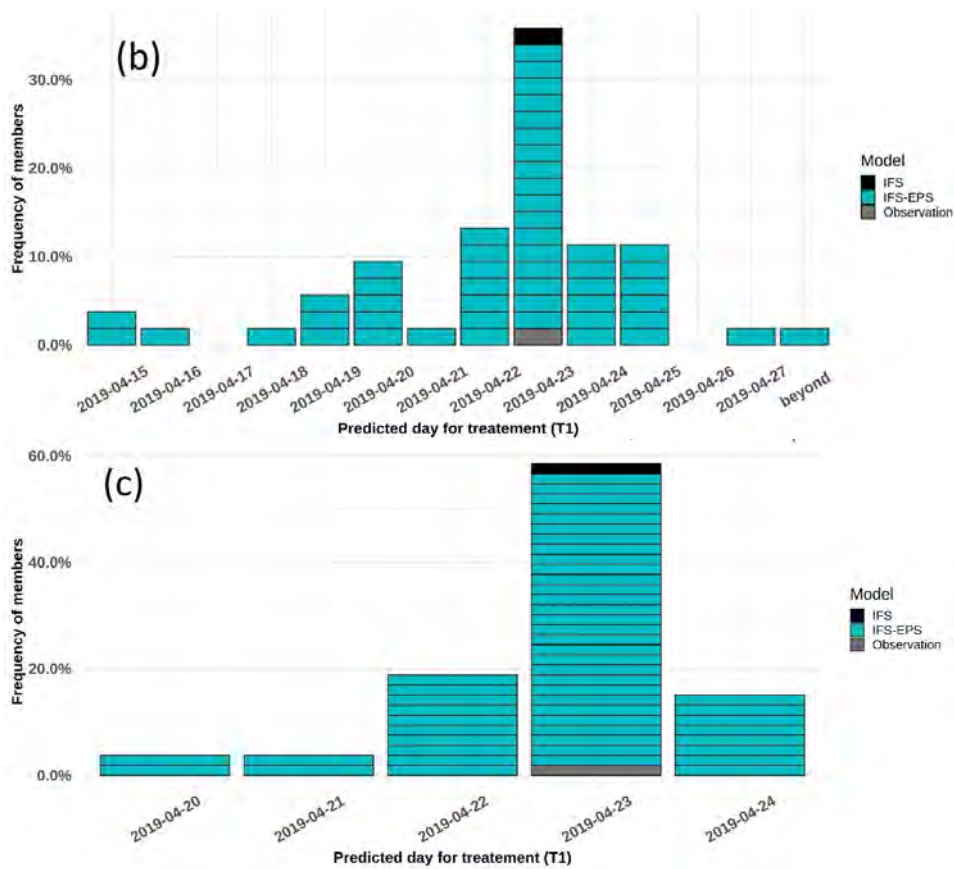 (b)
30.0%
20.0%
10.0%
0.0%
Frequency of members
2019-04-15
2019-04-16
2019-04-17
2019-04-18
2019-04-19
2019-04-20
2019-04-21
2019-04-22
2019-04-23
2019-04-24
2019-04-25
2019-04-26
2019-04-27
beyond
Predicted day for treatement (T1)
Model
IFS
IFS-EPS
Observation
(c)
60.0%
40.0%
20.0%
0.0%
Frequency of members
2019-04-20
2019-04-21
2019-04-22
2019-04-23
2019-04-24
Predicted day for treatement (T1)
Model
IFS
IFS-EPS
Observation